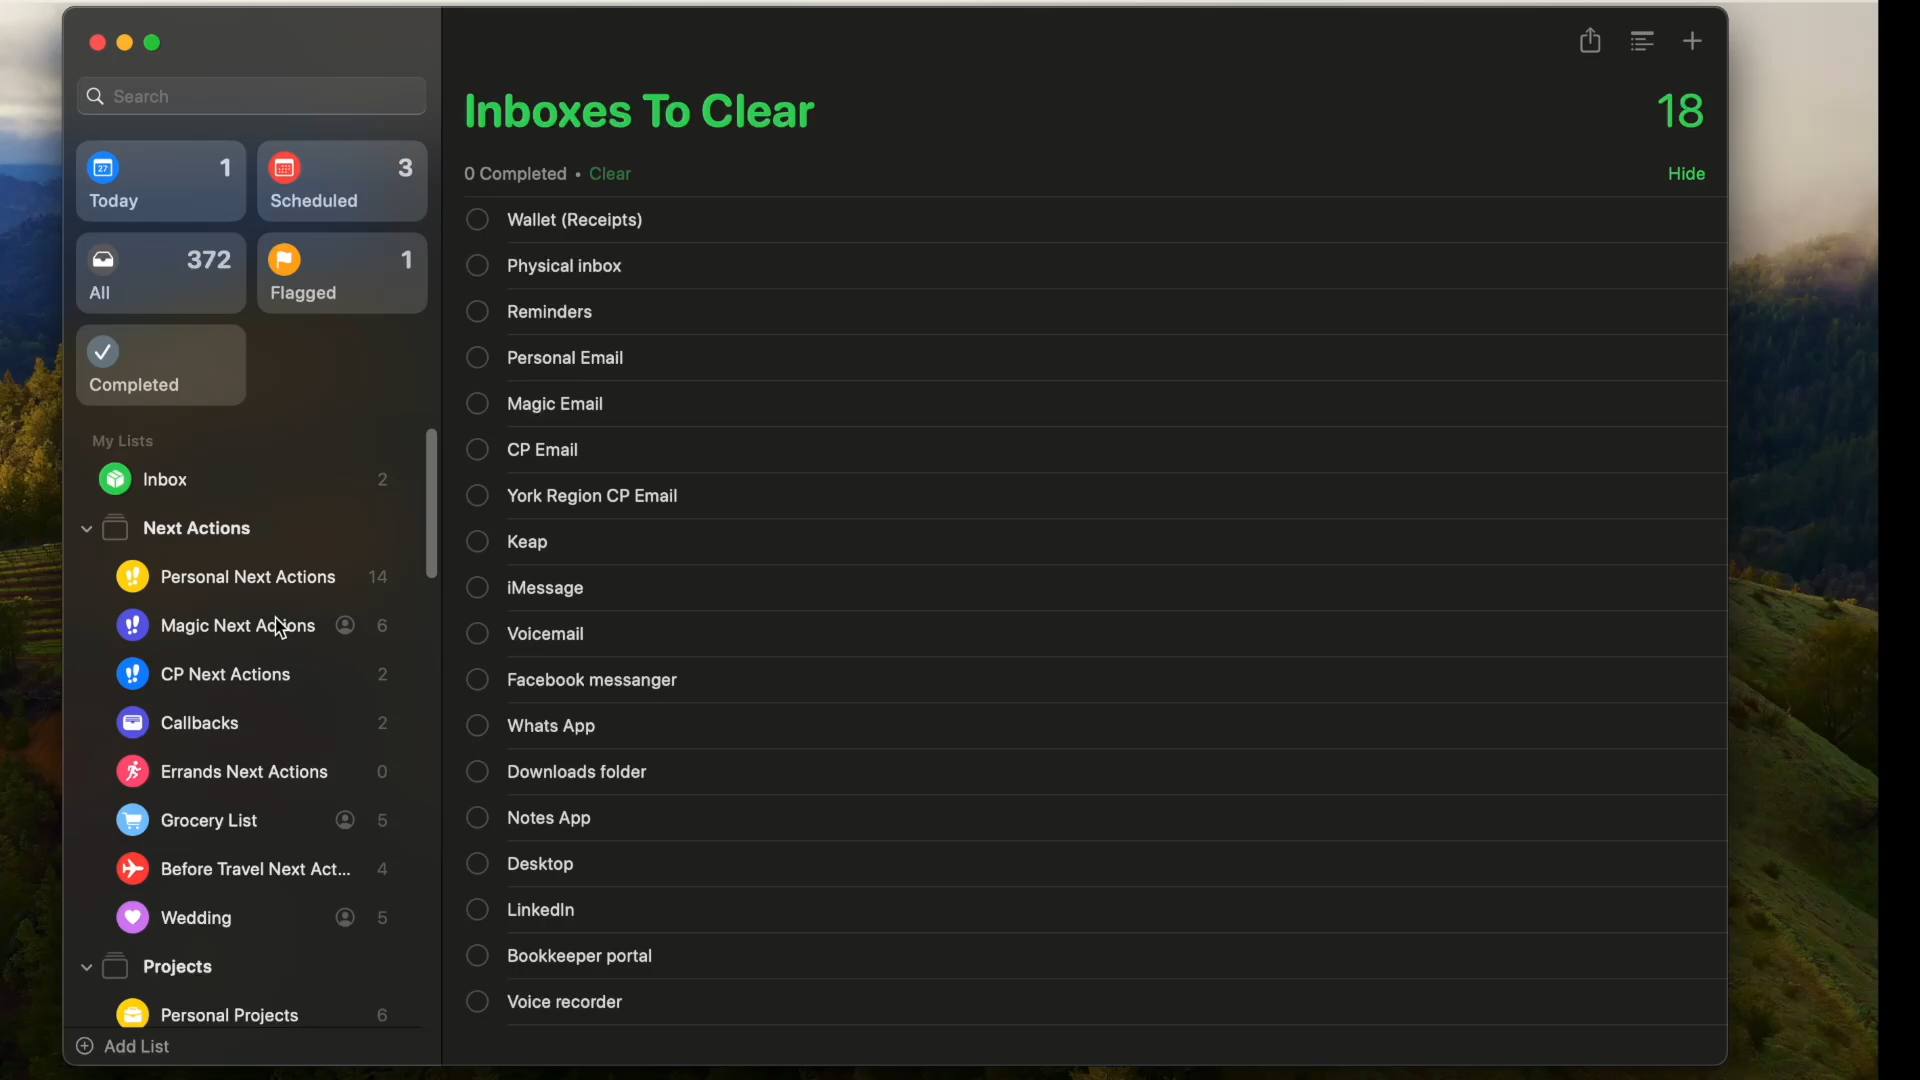 Search
27
1
Today
3
Scheduled
372
All
1
Flagged
Completed
My Lists
Inbox 2
Next Actions
Personal Next Actions 14
Magic Next Actions 6
CP Next Actions 2
Callbacks 2
Errands Next Actions 0
Grocery List 5
Before Travel Next Act... 4
Wedding 5
Projects
Personal Projects 6
Add List
Inboxes To Clear 18
0 Completed • Clear Hide
Wallet (Receipts)
Physical inbox
Reminders
Personal Email
Magic Email
CP Email
York Region CP Email
Keap
iMessage
Voicemail
Facebook messanger
Whats App
Downloads folder
Notes App
Desktop
LinkedIn
Bookkeeper portal
Voice recorder